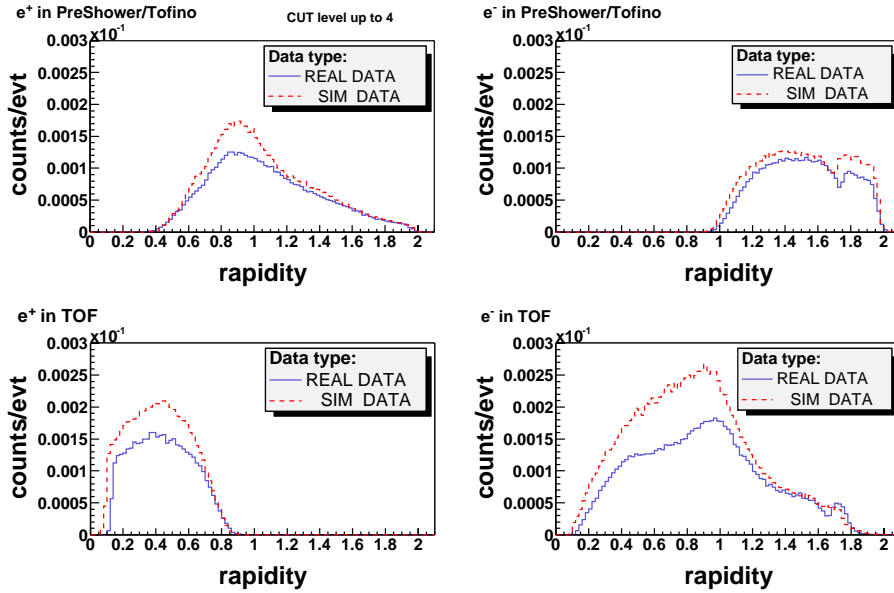 e+ in PreShower/Tofino
CUT level up to 4
×10-1
0.003
0.0025
0.002
0.0015
0.001
0.0005
0
counts/evt
Data type:
REAL DATA
SIM DATA
0 0.2 0.4 0.6 0.8 1 1.2 1.4 1.6 1.8 2
rapidity
e- in PreShower/Tofino
×10-1
0.003
0.0025
0.002
0.0015
0.001
0.0005
0
counts/evt
Data type:
REAL DATA
SIM DATA
0 0.2 0.4 0.6 0.8 1 1.2 1.4 1.6 1.8 2
rapidity
e+ in TOF
×10-1
0.003
0.0025
0.002
0.0015
0.001
0.0005
0
counts/evt
Data type:
REAL DATA
SIM DATA
0 0.2 0.4 0.6 0.8 1 1.2 1.4 1.6 1.8 2
rapidity
e- in TOF
×10-1
0.003
0.0025
0.002
0.0015
0.001
0.0005
0
counts/evt
Data type:
REAL DATA
SIM DATA
0 0.2 0.4 0.6 0.8 1 1.2 1.4 1.6 1.8 2
rapidity